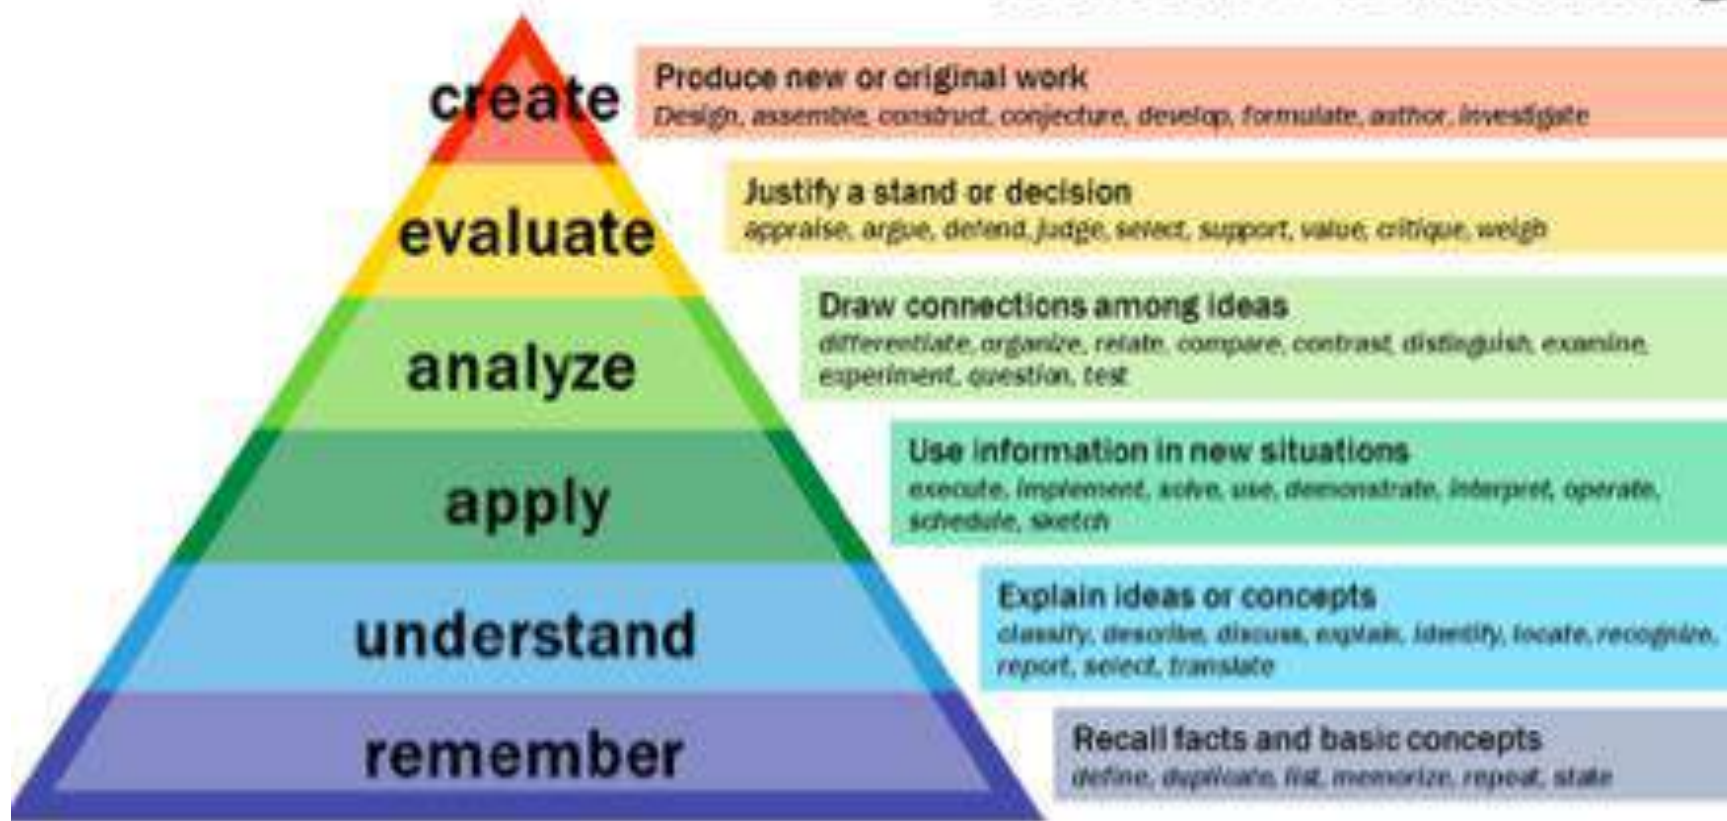 create
Produce new or original work
Design, assemble, construct, conjecture, develop, formulate, author, investigate
evaluate
Justify a stand or decision
appraise, argue, defend, judge, select, support, value, critique, weigh
analyze
Draw connections among ideas
differentiate, organize, relate, compare, contrast, distinguish, examine,
experiment, question, test
apply
Use information in new situations
execute, implement, solve, use, demonstrate, interpret, operate,
schedule, sketch
understand
Explain ideas or concepts
classify, describe, discuss, explain, identify, locate, recognize,
report, select, translate
remember
Recall facts and basic concepts
define, duplicate, list, memorize, repeat, state